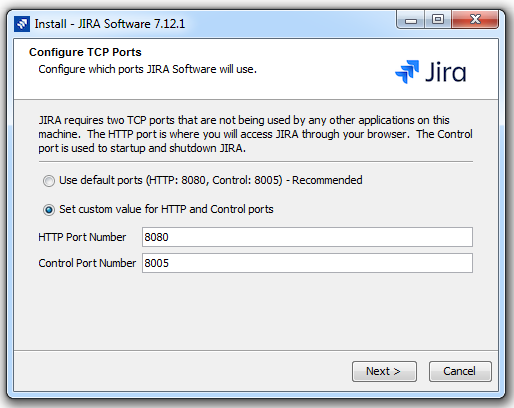 Install - JIRA Software 7.12.1
Configure TCP Ports
Configure which ports JIRA Software will use.
Jira
JIRA requires two TCP ports that are not being used by any other applications on this
machine. The HTTP port is where you will access JIRA through your browser. The Control
port is used to startup and shutdown JIRA.
Use default ports (HTTP: 8080, Control: 8005) - Recommended
Set custom value for HTTP and Control ports
HTTP Port Number 8080
Control Port Number 8005
Next > Cancel